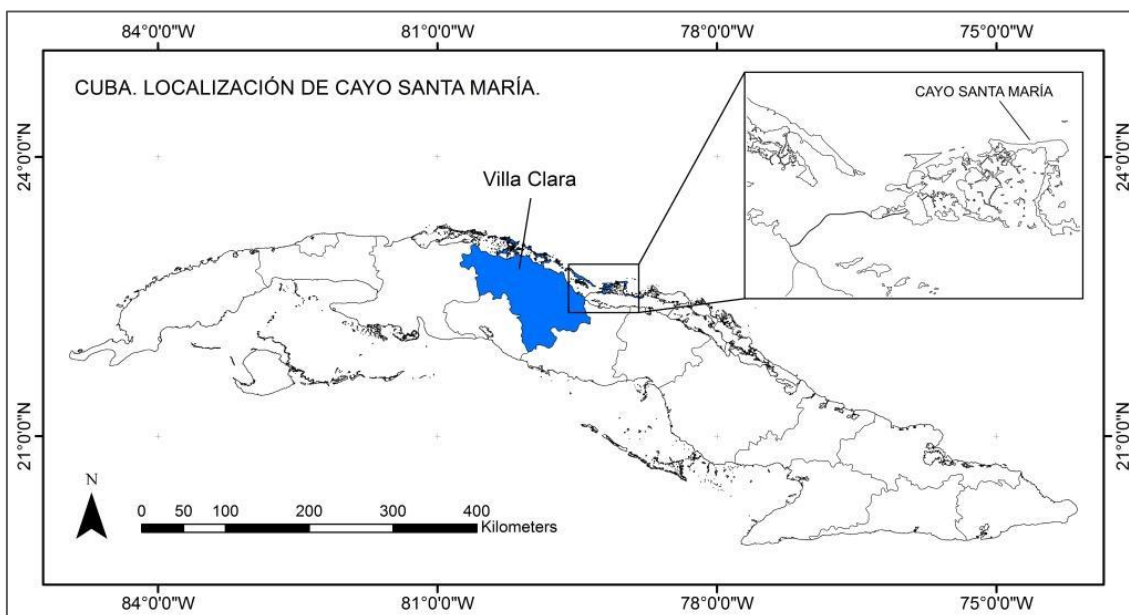 84°0'0"W 81°0'0"W 78°0'0"W 75°0'0"W
CUBA. LOCALIZACIÓN DE CAYO SANTA MARÍA.
CAYO SANTA MARÍA
24°0'0"N 24°0'0"N
Villa Clara
21°0'0"N 21°0'0"N
N
0 50 100 200 300 400
Kilometers
84°0'0"W 81°0'0"W 78°0'0"W 75°0'0"W